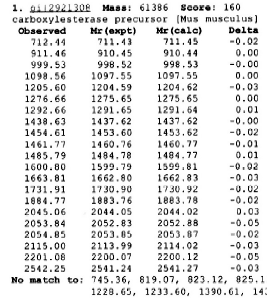 1. gi|2921308 Mass: 61386 Score: 160
carboxylesterase precursor [Mus musculus]
Observed Mr(expt) Mr(calc) Delta
712.44 711.43 711.45 -0.02
911.46 910.45 910.44 0.00
999.53 998.52 998.53 -0.00
1098.56 1097.55 1097.55 0.00
1205.60 1204.59 1204.62 -0.03
1276.66 1275.65 1275.65 0.00
1292.66 1291.65 1291.64 0.01
1438.63 1437.62 1437.62 -0.00
1454.61 1453.60 1453.62 -0.02
1461.77 1460.76 1460.77 -0.01
1485.79 1484.78 1484.77 0.01
1600.80 1599.79 1599.81 -0.02
1663.81 1662.80 1662.83 -0.03
1731.91 1730.90 1730.92 -0.02
1884.77 1883.76 1883.78 -0.02
2045.06 2044.05 2044.02 0.03
2053.84 2052.83 2052.88 -0.05
2054.85 2053.85 2053.87 -0.02
2115.00 2113.99 2114.02 -0.03
2201.08 2200.07 2200.12 -0.05
2542.25 2541.24 2541.27 -0.03
No match to: 745.36, 819.07, 823.12, 825.1
1228.65, 1233.60, 1390.61,